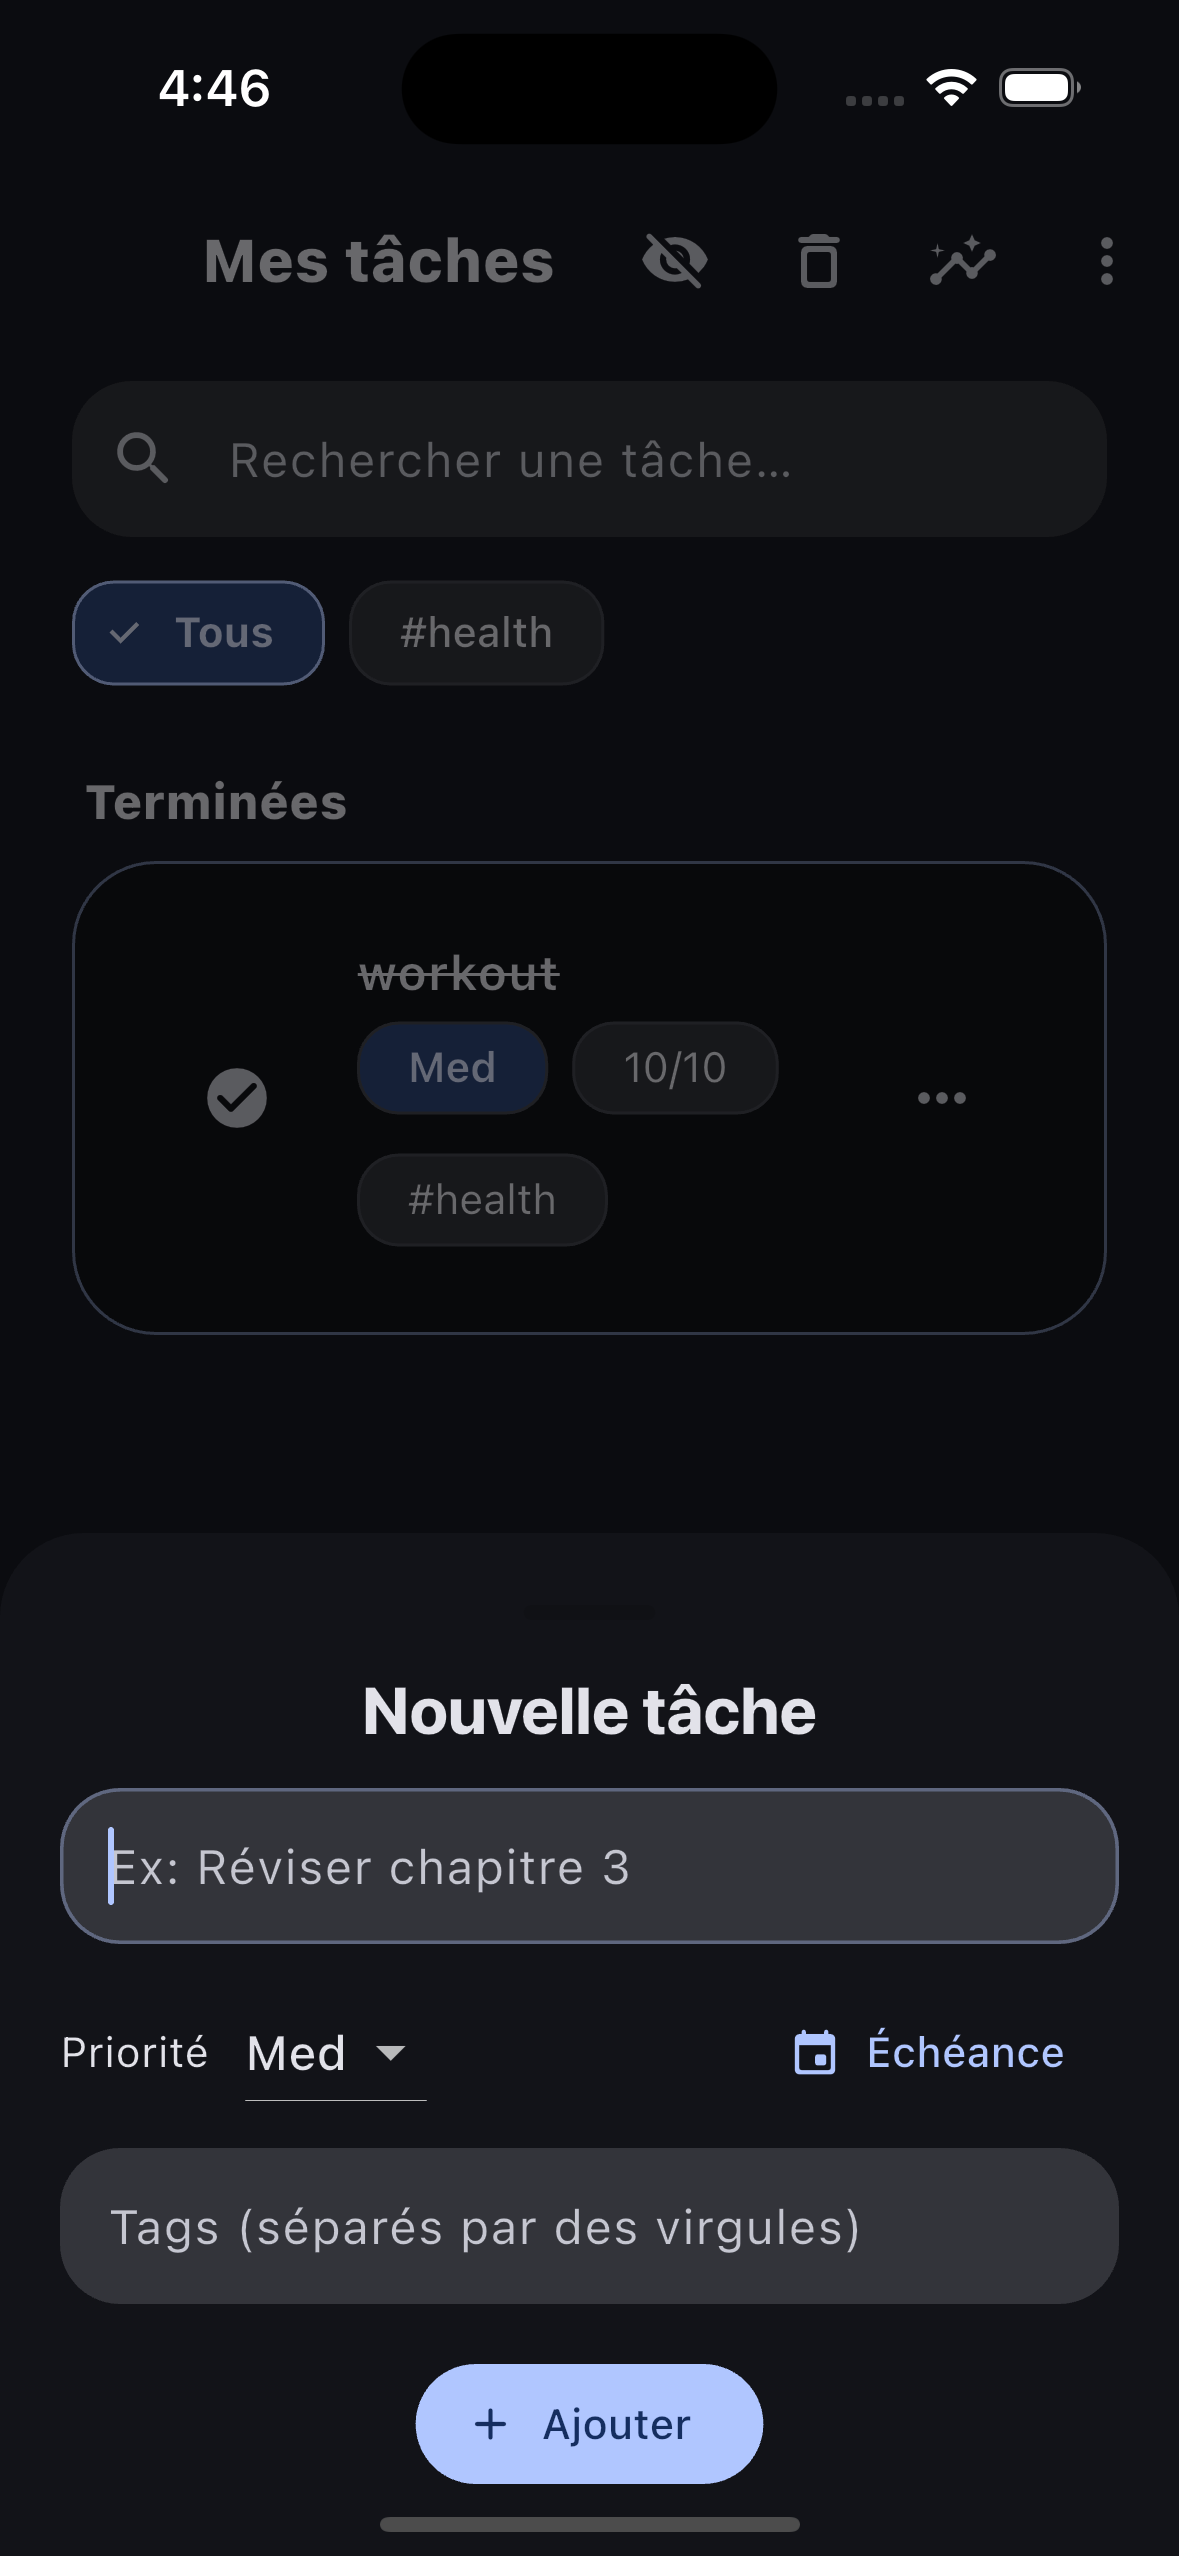 4:46
Mes tâches
Rechercher une tâche...
Tous #health
Terminées
workout
Med 10/10
#health
Nouvelle tâche
Ex: Réviser chapitre 3
Priorité Med Échéance
Tags (séparés par des virgules)
+ Ajouter